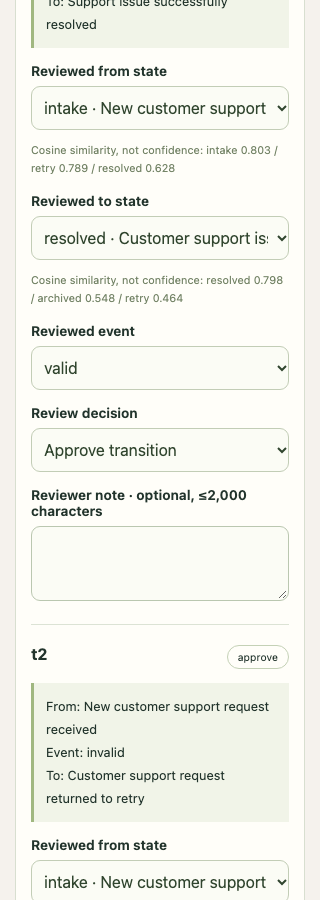 To: Support issue successfully
resolved
Reviewed from state
intake · New customer support
Cosine similarity, not confidence: intake 0.803 /
retry 0.789 / resolved 0.628
Reviewed to state
resolved · Customer support is
Cosine similarity, not confidence: resolved 0.798
/ archived 0.548 / retry 0.464
Reviewed event
valid
Review decision
Approve transition
Reviewer note · optional, ≤2,000
characters
t2
approve
From: New customer support request
received
Event: invalid
To: Customer support request
returned to retry
Reviewed from state
intake · New customer support